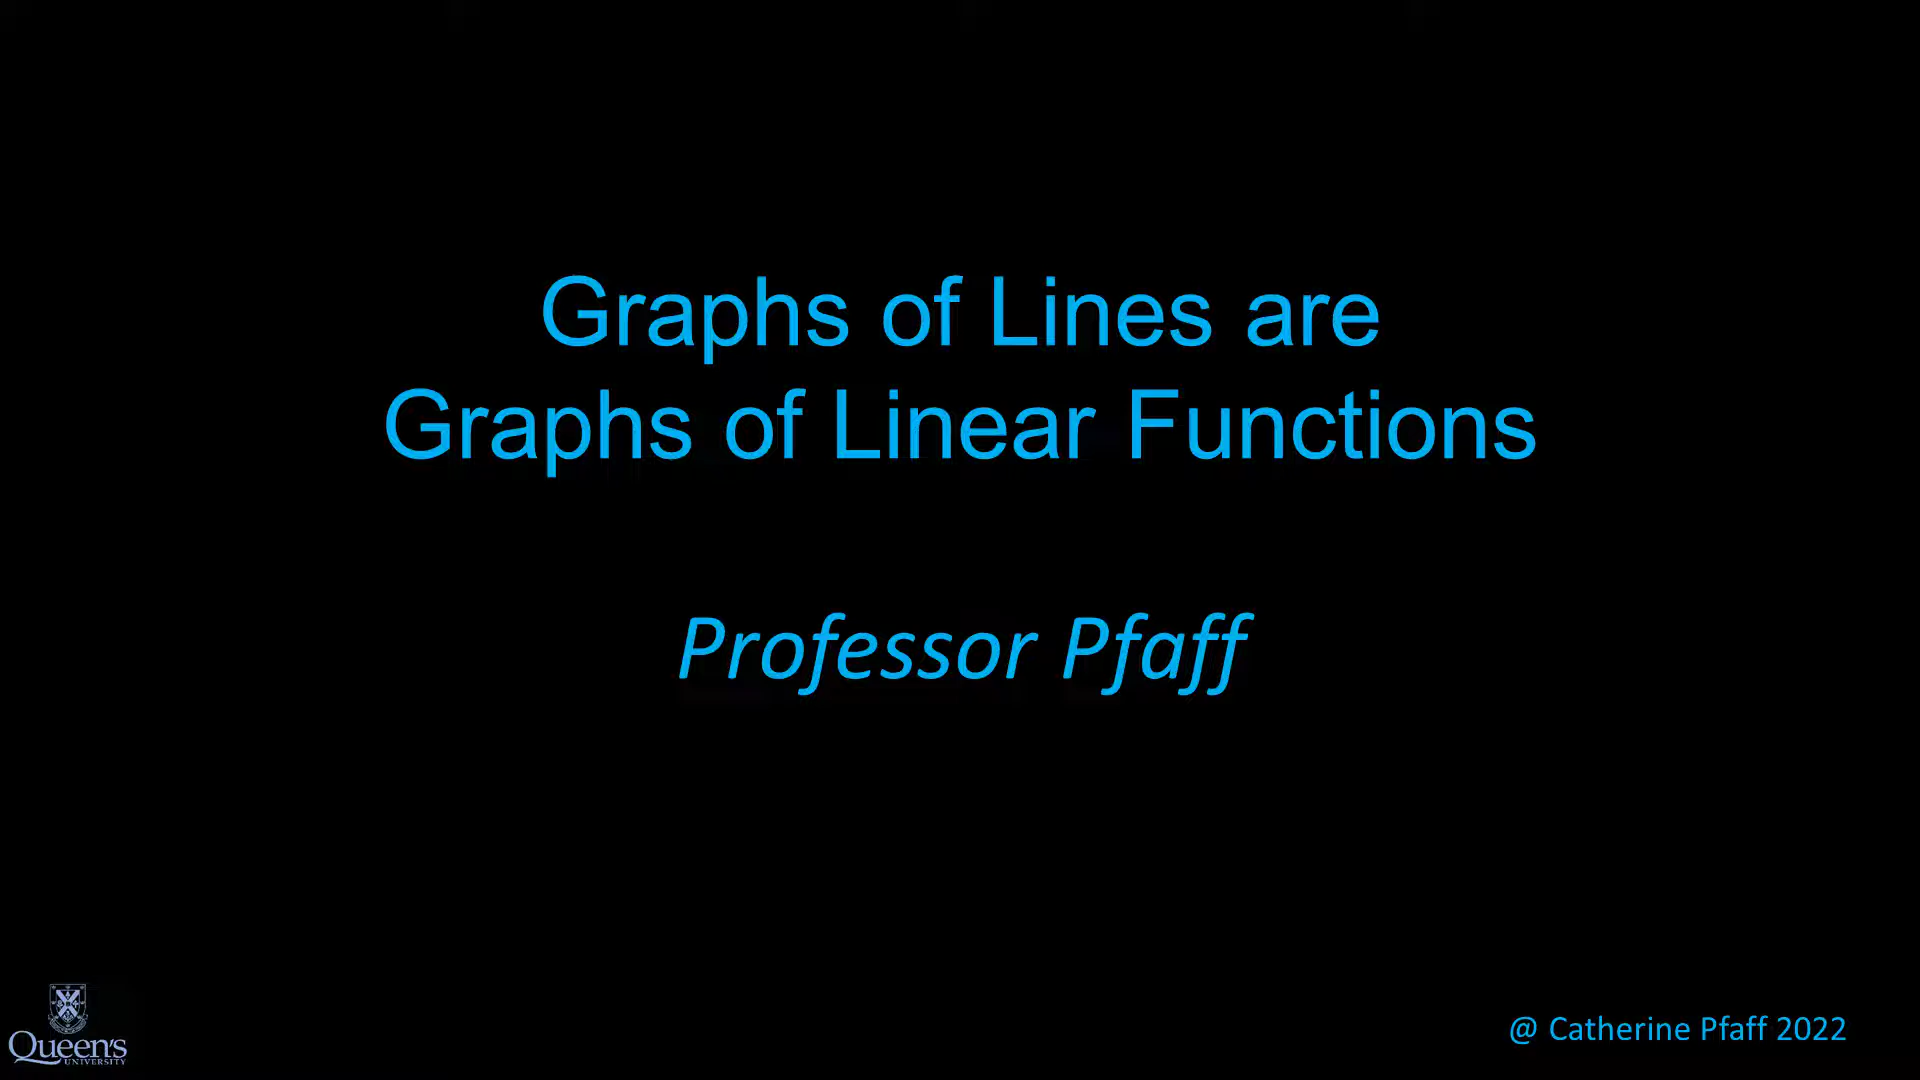 Graphs of Lines are
Graphs of Linear Functions
Professor Pfaff
Queen's
UNIVERSITY
@ Catherine Pfaff 2022